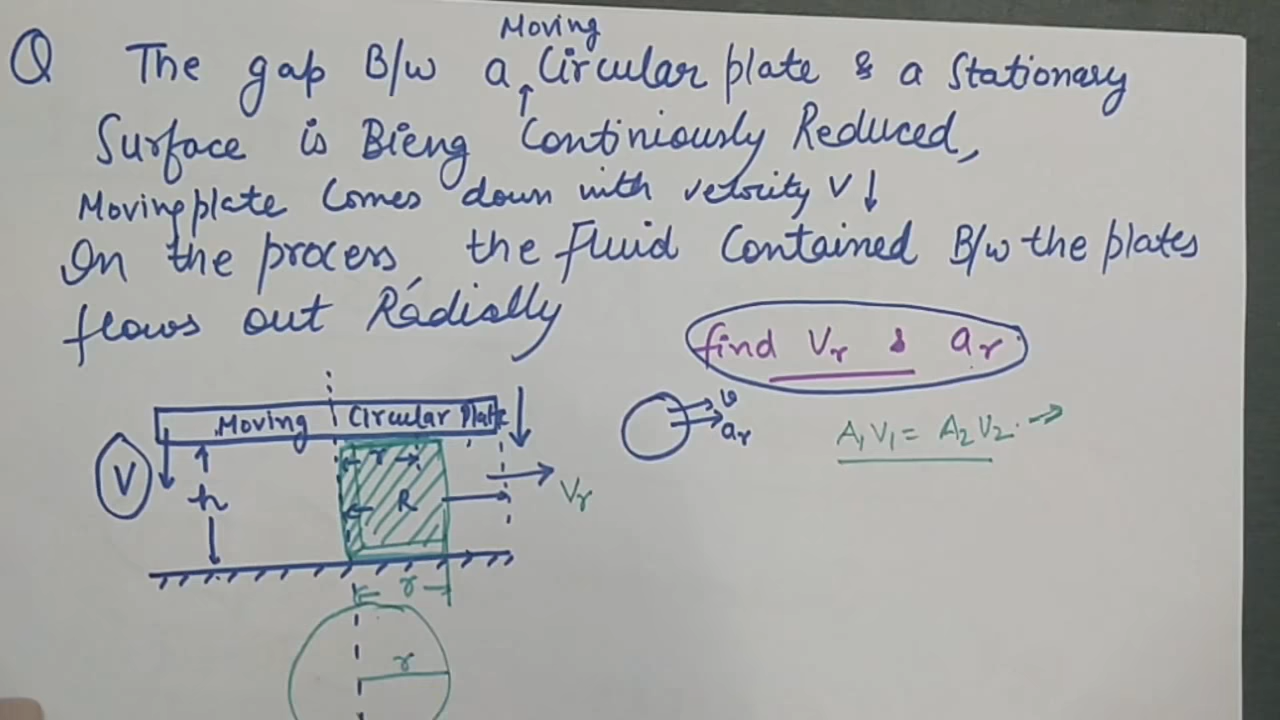 Moving
Q The gap B/w a Circular plate & a Stationary
Surface is Bieng Continiously Reduced,
Moving plate Comes down with velocity V ↓
In the process, the fluid Contained B/w the plates
flows out Radially
find Vr & ar
Moving Circular Plate
v
ar
A₁V₁ = A₂V₂ →
V
h
r
R
Vr
r
r